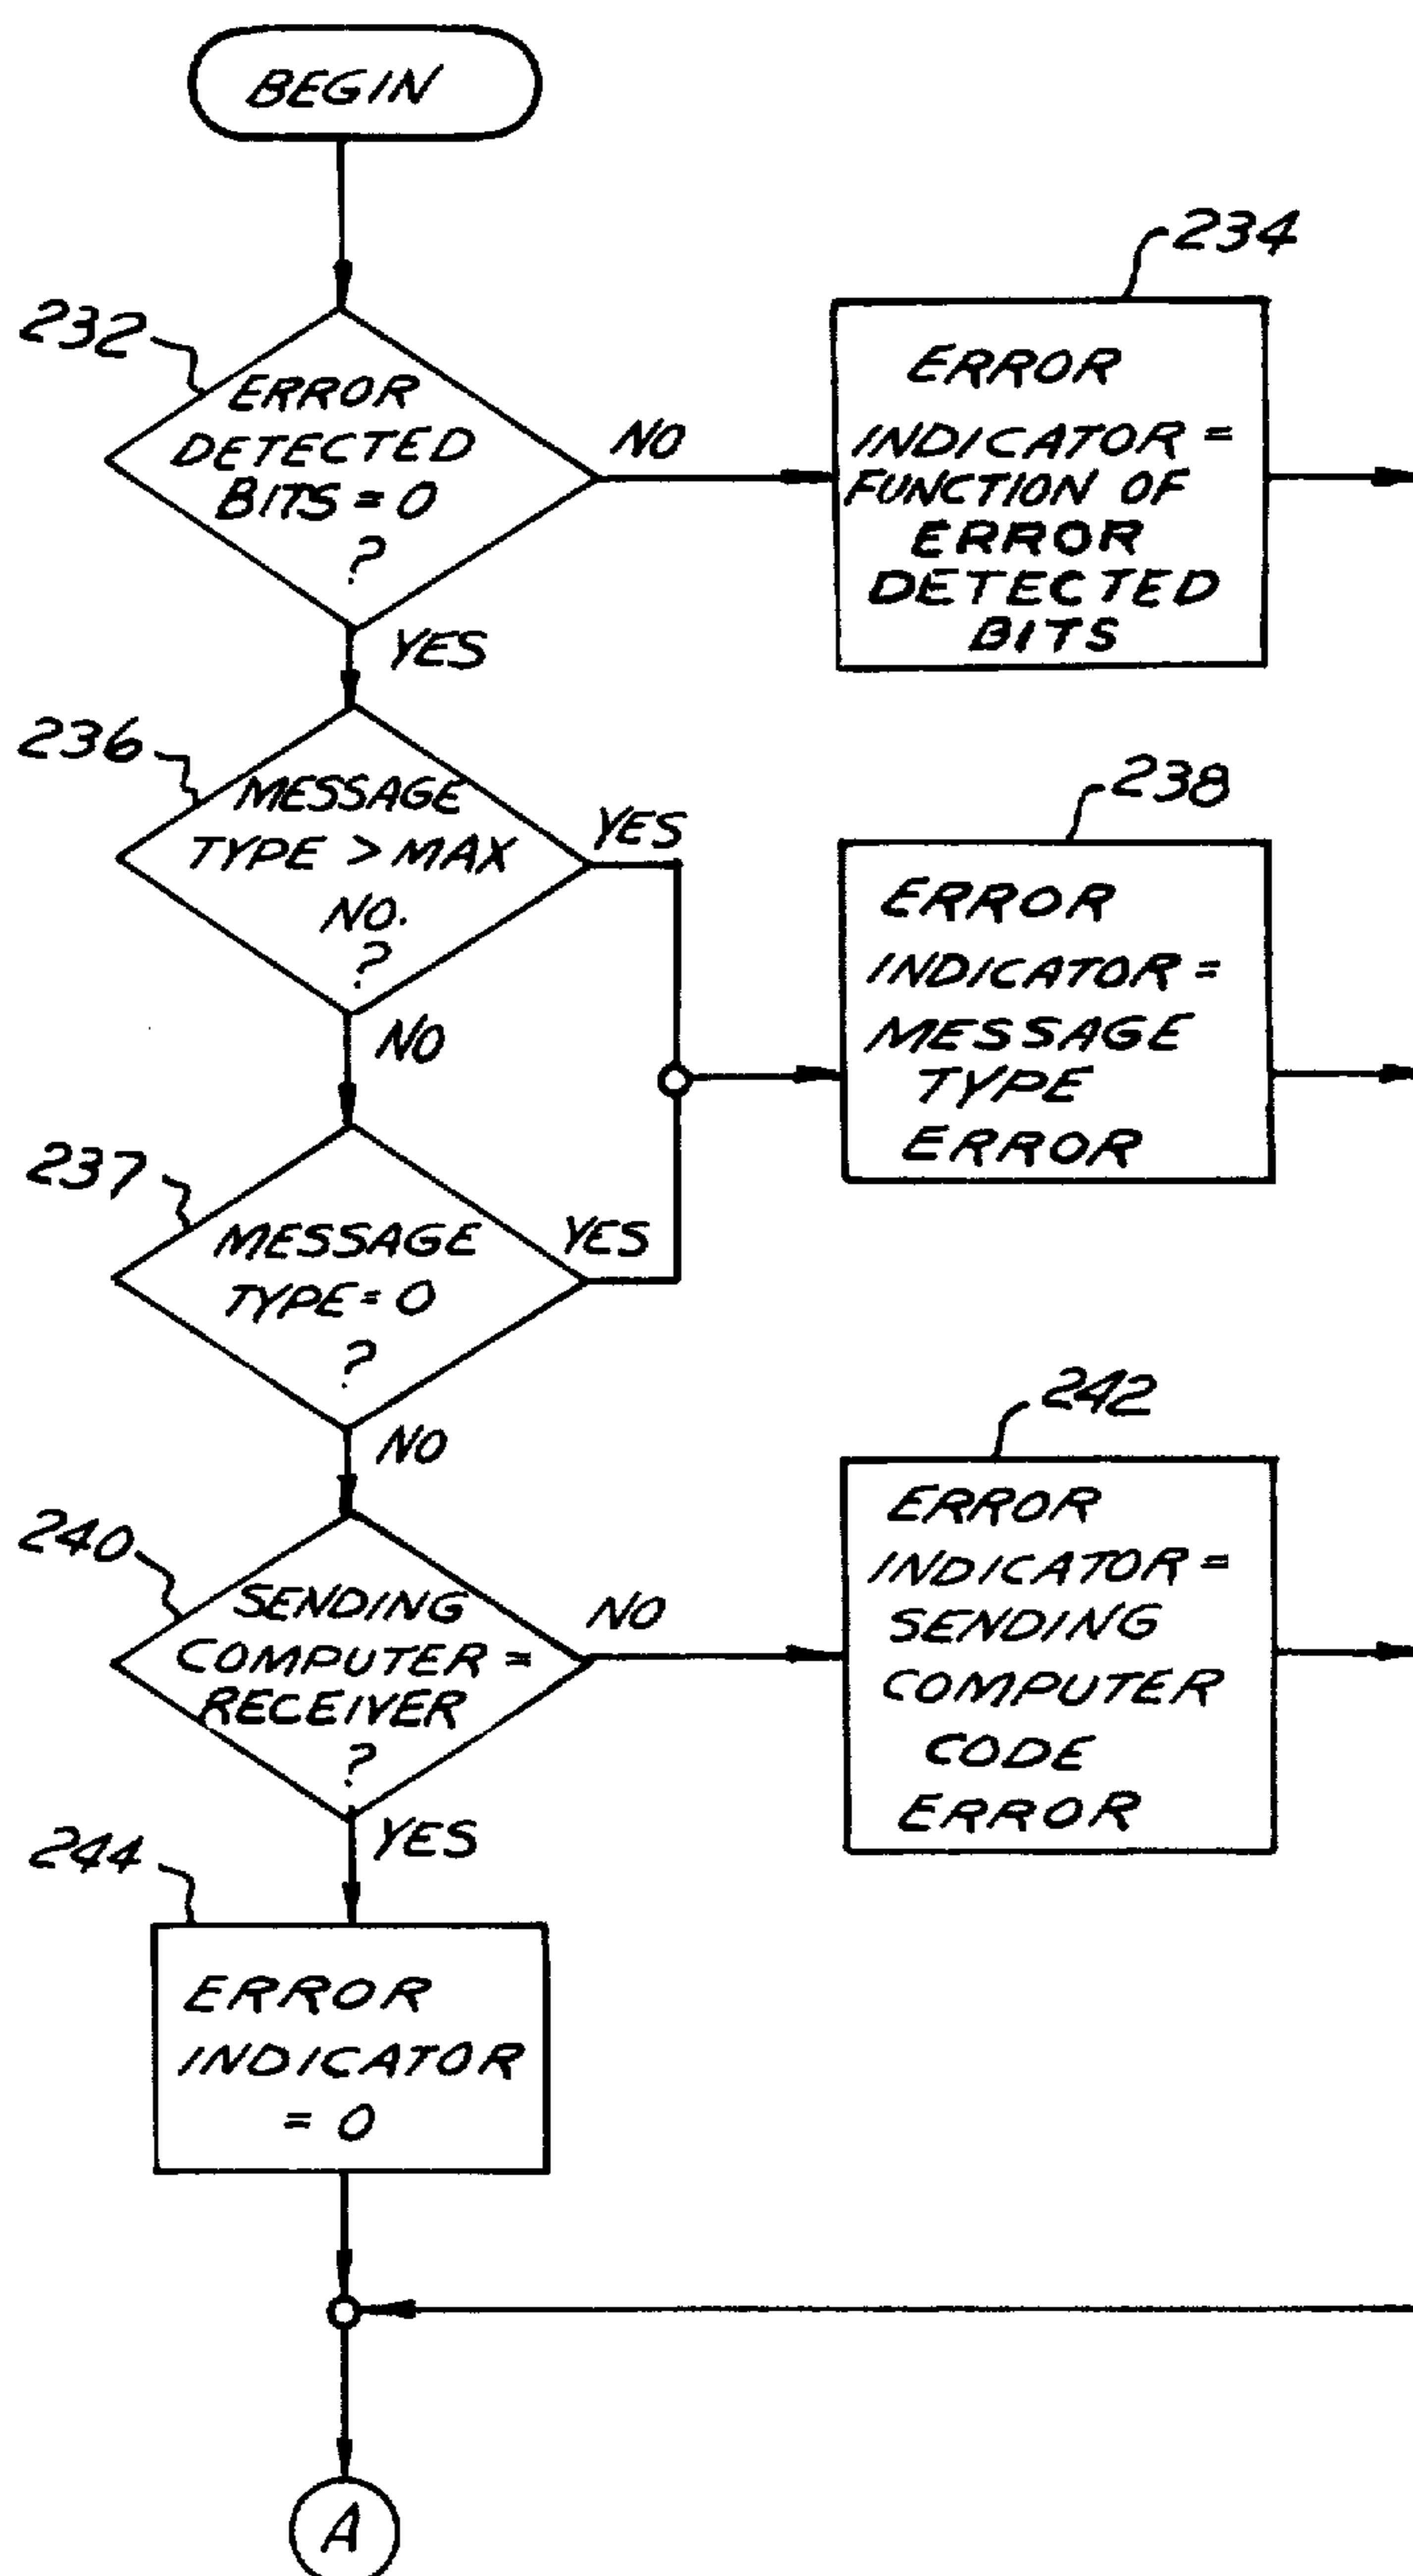 BEGIN
232
ERROR
DETECTED
BITS = 0
?
NO
YES
234
ERROR
INDICATOR =
FUNCTION OF
ERROR
DETECTED
BITS
236
MESSAGE
TYPE > MAX
NO.
?
YES
NO
238
ERROR
INDICATOR =
MESSAGE
TYPE
ERROR
237
MESSAGE
TYPE = 0
?
YES
NO
240
SENDING
COMPUTER =
RECEIVER
?
NO
YES
242
ERROR
INDICATOR =
SENDING
COMPUTER
CODE
ERROR
244
ERROR
INDICATOR
= 0
A